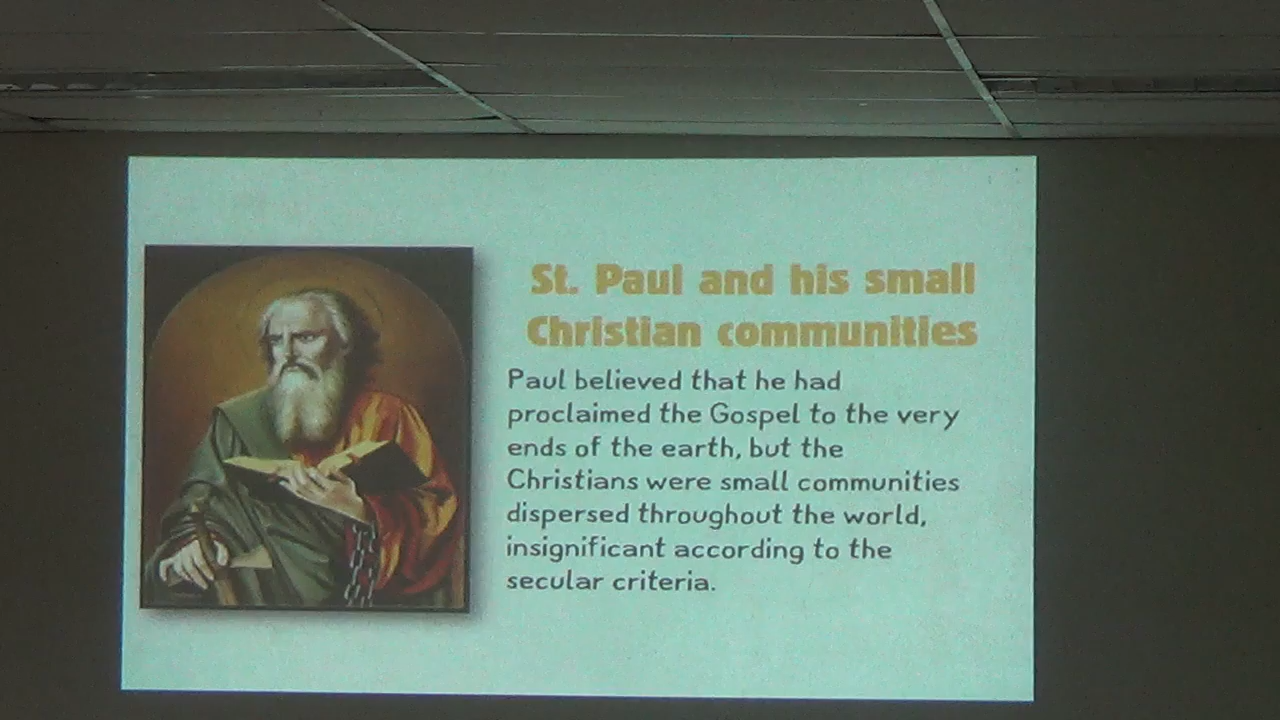 St. Paul and his small
Christian communities
Paul believed that he had
proclaimed the Gospel to the very
ends of the earth, but the
Christians were small communities
dispersed throughout the world,
insignificant according to the
secular criteria.